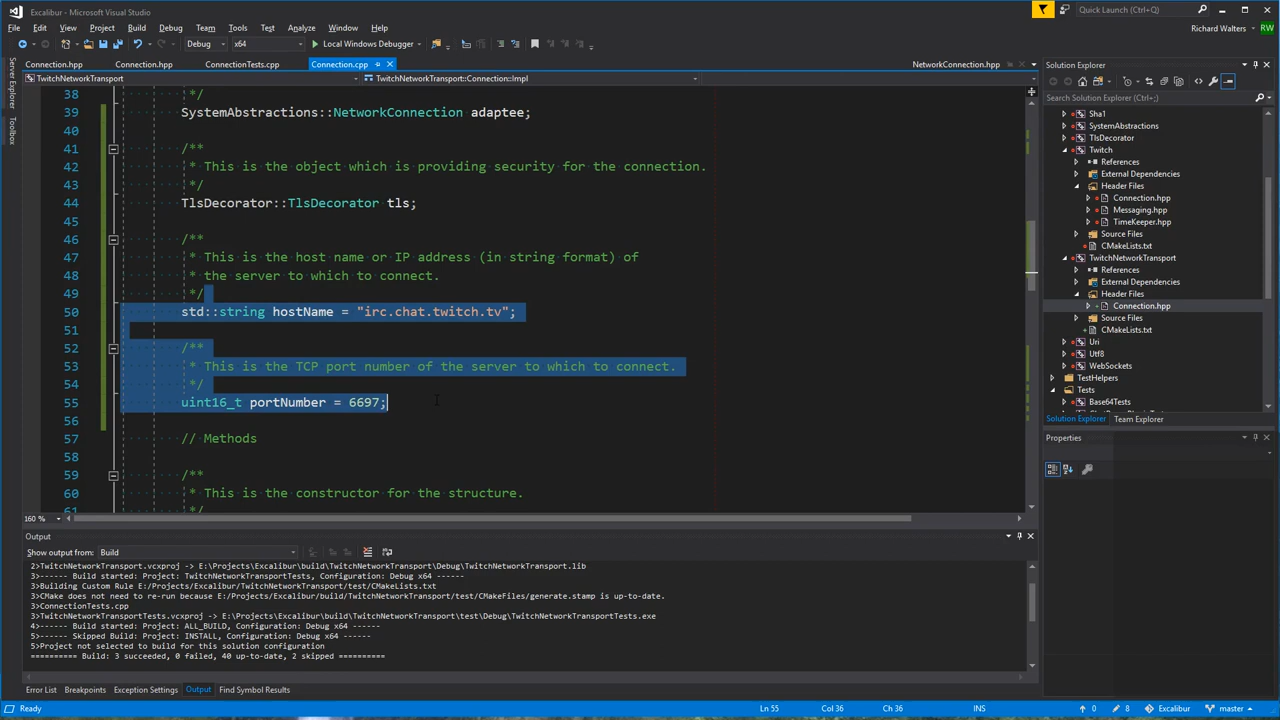 Excalibur - Microsoft Visual Studio
Quick Launch (Ctrl+Q)
File Edit View Project Build Debug Team Tools Test Analyze Window Help
Richard Walters RW
Debug x64 Local Windows Debugger
Server Explorer
Toolbox
Connection.hpp Connection.hpp ConnectionTests.cpp Connection.cpp NetworkConnection.hpp
TwitchNetworkTransport TwitchNetworkTransport::Connection::Impl
38 */
39 SystemAbstractions::NetworkConnection adaptee;
40
41 /**
42 * This is the object which is providing security for the connection.
43 */
44 TlsDecorator::TlsDecorator tls;
45
46 /**
47 * This is the host name or IP address (in string format) of
48 * the server to which to connect.
49 */
50 std::string hostName = "irc.chat.twitch.tv";
51
52 /**
53 * This is the TCP port number of the server to which to connect.
54 */
55 uint16_t portNumber = 6697;
56
57 // Methods
58
59 /**
60 * This is the constructor for the structure.
61 */
160 %
Solution Explorer
Search Solution Explorer (Ctrl+;)
Sha1
SystemAbstractions
TlsDecorator
Twitch
References
External Dependencies
Header Files
Connection.hpp
Messaging.hpp
TimeKeeper.hpp
Source Files
CMakeLists.txt
TwitchNetworkTransport
References
External Dependencies
Header Files
Connection.hpp
Source Files
CMakeLists.txt
Uri
Utf8
WebSockets
TestHelpers
Tests
Base64Tests
Solution Explorer Team Explorer
Properties
Output
Show output from: Build
2>TwitchNetworkTransport.vcxproj -> E:\Projects\Excalibur\build\TwitchNetworkTransport\Debug\TwitchNetworkTransport.lib
3>------ Build started: Project: TwitchNetworkTransportTests, Configuration: Debug x64 ------
3>Building Custom Rule E:/Projects/Excalibur/TwitchNetworkTransport/test/CMakeLists.txt
3>CMake does not need to re-run because E:/Projects/Excalibur/build/TwitchNetworkTransport/test/CMakeFiles/generate.stamp is up-to-date.
3>ConnectionTests.cpp
3>TwitchNetworkTransportTests.vcxproj -> E:\Projects\Excalibur\build\TwitchNetworkTransport\test\Debug\TwitchNetworkTransportTests.exe
4>------ Build started: Project: ALL_BUILD, Configuration: Debug x64 ------
5>------ Skipped Build: Project: INSTALL, Configuration: Debug x64 ------
5>Project not selected to build for this solution configuration
========== Build: 3 succeeded, 0 failed, 40 up-to-date, 2 skipped ==========
Error List Breakpoints Exception Settings Output Find Symbol Results
Ready Ln 55 Col 36 Ch 36 INS 0 8 Excalibur master